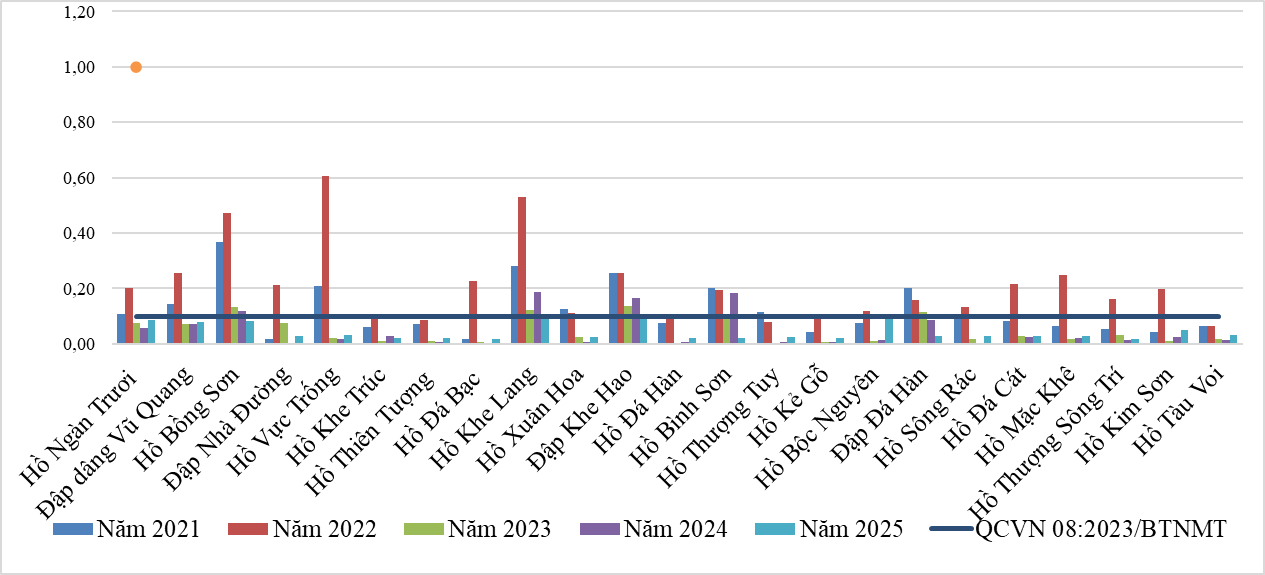 1,20
1,00
0,80
0,60
0,40
0,20
0,00
Hồ Ngàn Trươi
Đập dâng Vũ Quang
Hồ Bồng Sơn
Đập Nhà Đường
Hồ Vực Trống
Hồ Khe Trúc
Hồ Thiên Tượng
Hồ Đá Bạc
Hồ Khe Lang
Hồ Xuân Hoa
Đập Khe Hao
Hồ Đá Hàn
Hồ Bình Sơn
Hồ Thượng Tuy
Hồ Kẻ Gỗ
Hồ Bộc Nguyên
Đập Đá Hàn
Hồ Sông Rác
Hồ Đá Cát
Hồ Mạc Khê
Hồ Thượng Sông Trí
Hồ Kim Sơn
Hồ Tàu Voi
Năm 2021 Năm 2022 Năm 2023 Năm 2024 Năm 2025 QCVN 08:2023/BTNMT